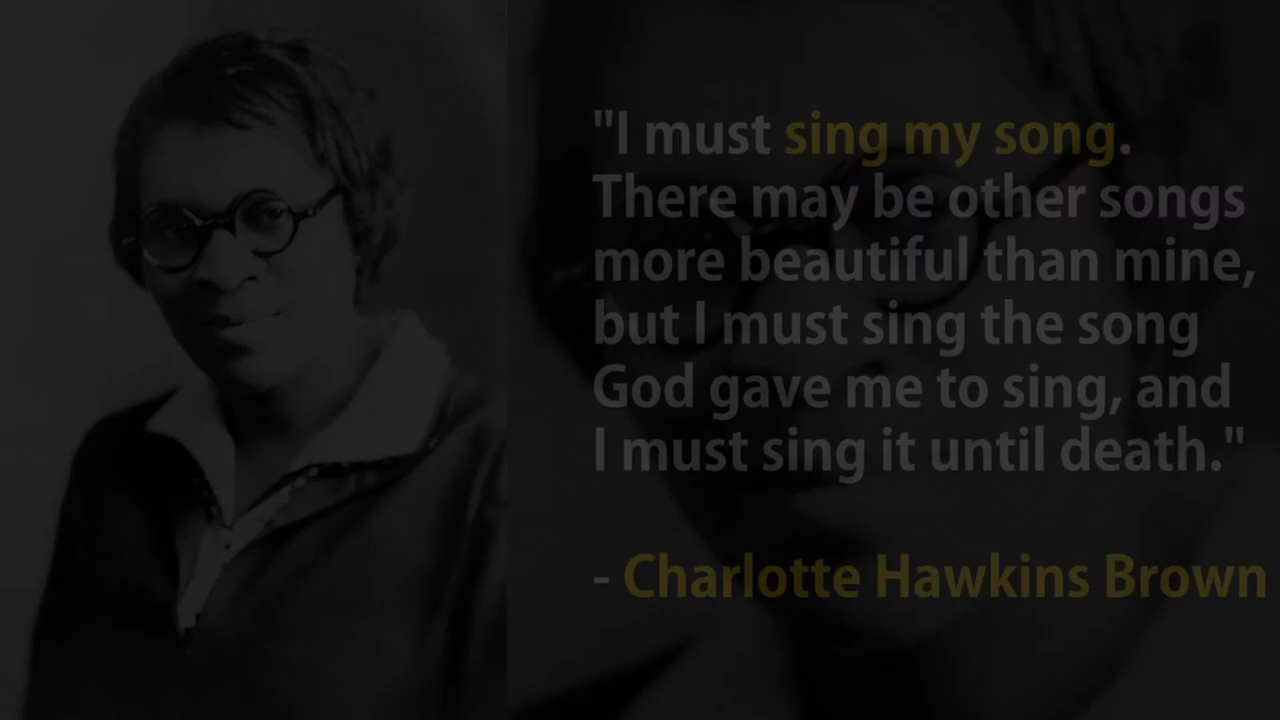 "I must sing my song.
There may be other songs
more beautiful than mine,
but I must sing the song
God gave me to sing, and
I must sing it until death."
- Charlotte Hawkins Brown